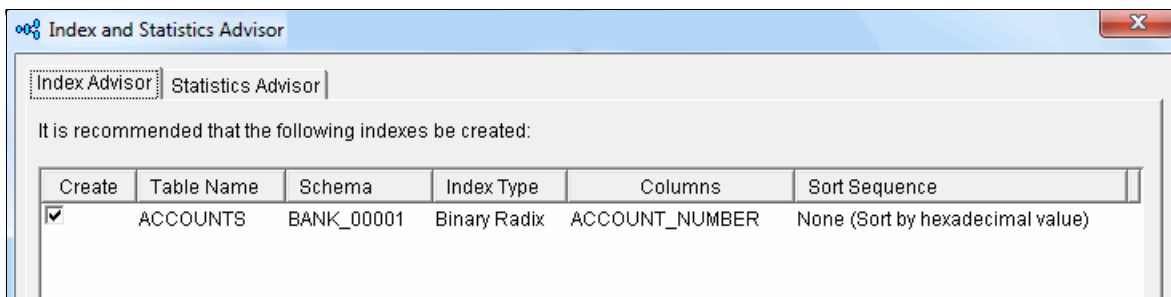 Index and Statistics Advisor
Index Advisor Statistics Advisor
It is recommended that the following indexes be created:
Create Table Name Schema Index Type Columns Sort Sequence
ACCOUNTS BANK_00001 Binary Radix ACCOUNT_NUMBER None (Sort by hexadecimal value)